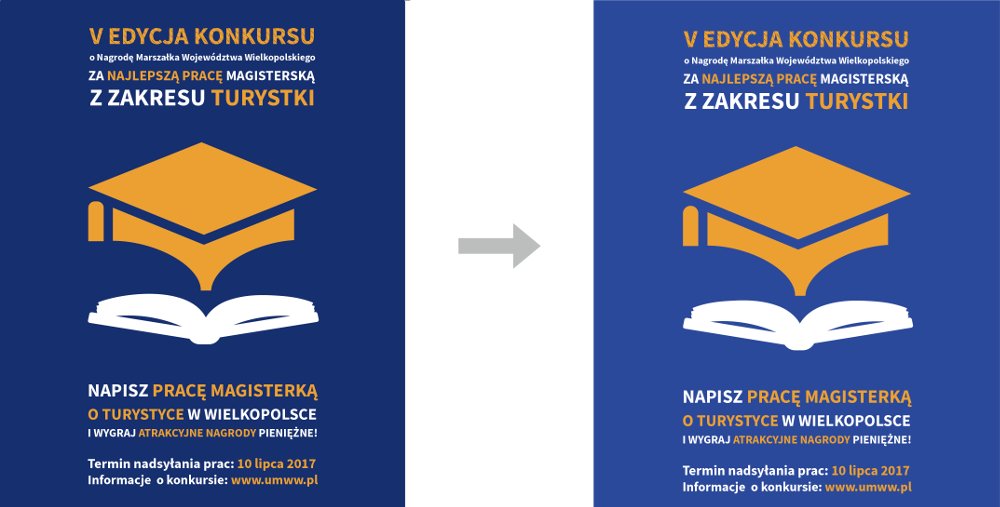 V EDYCJA KONKURSU
o Nagrodę Marszałka Województwa Wielkopolskiego
ZA NAJLEPSZĄ PRACĘ MAGISTERSKĄ
Z ZAKRESU TURYSTKI
NAPISZ PRACĘ MAGISTERKĄ
O TURYSTYCE W WIELKOPOLSCE
I WYGRAJ ATRAKCYJNE NAGRODY PIENIĘŻNE!
Termin nadsyłania prac: 10 lipca 2017
Informacje o konkursie: www.umww.pl
V EDYCJA KONKURSU
o Nagrodę Marszałka Województwa Wielkopolskiego
ZA NAJLEPSZĄ PRACĘ MAGISTERSKĄ
Z ZAKRESU TURYSTKI
NAPISZ PRACĘ MAGISTERKĄ
O TURYSTYCE W WIELKOPOLSCE
I WYGRAJ ATRAKCYJNE NAGRODY PIENIĘŻNE!
Termin nadsyłania prac: 10 lipca 2017
Informacje o konkursie: www.umww.pl